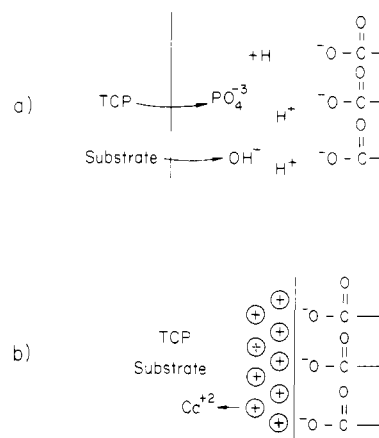 a)
O
+H
⁻O-C-
O
TCP
PO₄⁻³
H⁺
⁻O-C-
O
Substrate
OH⁻
H⁺
⁻O-C-
b)
O
+
+
⁻O-C-
TCP
+
+
O
Substrate
+
+
⁻O-C-
O
Ca⁺²
+
+
⁻O-C-